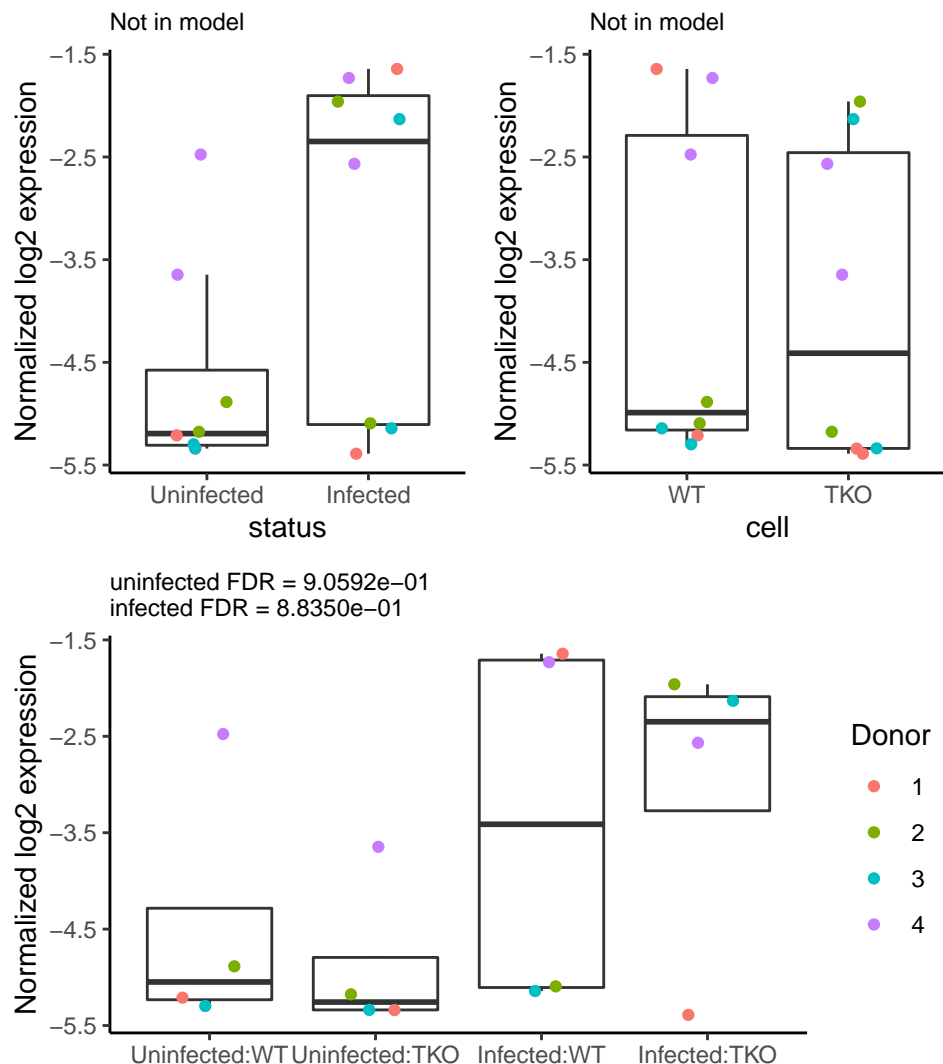 Not in model
Normalized log2 expression
−1.5
−2.5
−3.5
−4.5
−5.5
Uninfected
Infected
status
Not in model
Normalized log2 expression
−1.5
−2.5
−3.5
−4.5
−5.5
WT
TKO
cell
uninfected FDR = 9.0592e−01
infected FDR = 8.8350e−01
Normalized log2 expression
−1.5
−2.5
−3.5
−4.5
−5.5
Uninfected:WT
Uninfected:TKO
Infected:WT
Infected:TKO
Donor
1
2
3
4